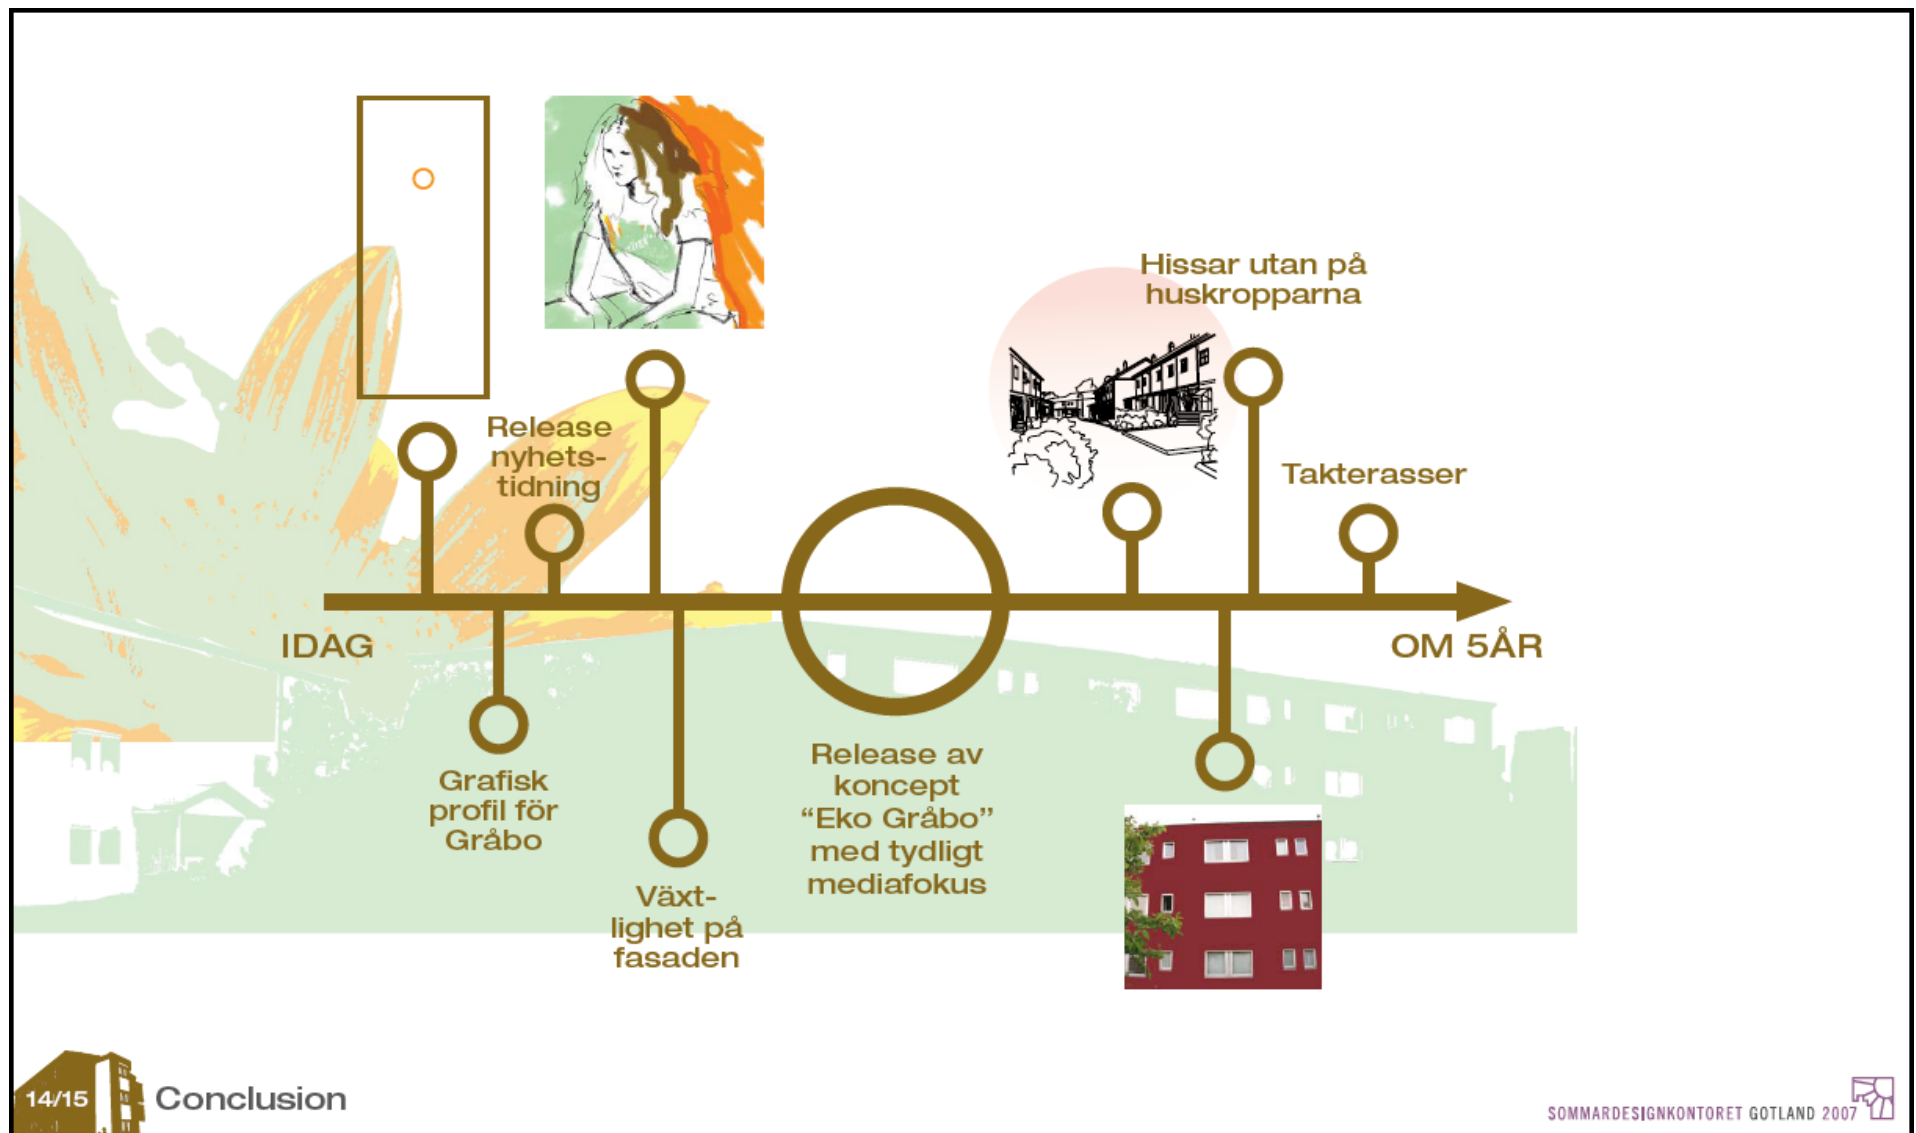 Hissar utan på
huskropparna
Release
nyhets-
tidning
Takterasser
IDAG
OM 5ÅR
Grafisk
profil för
Gråbo
Release av
koncept
“Eko Gråbo”
med tydligt
mediafokus
Växt-
lighet på
fasaden
14/15
Conclusion
SOMMARDESIGNKONTORET GOTLAND 2007